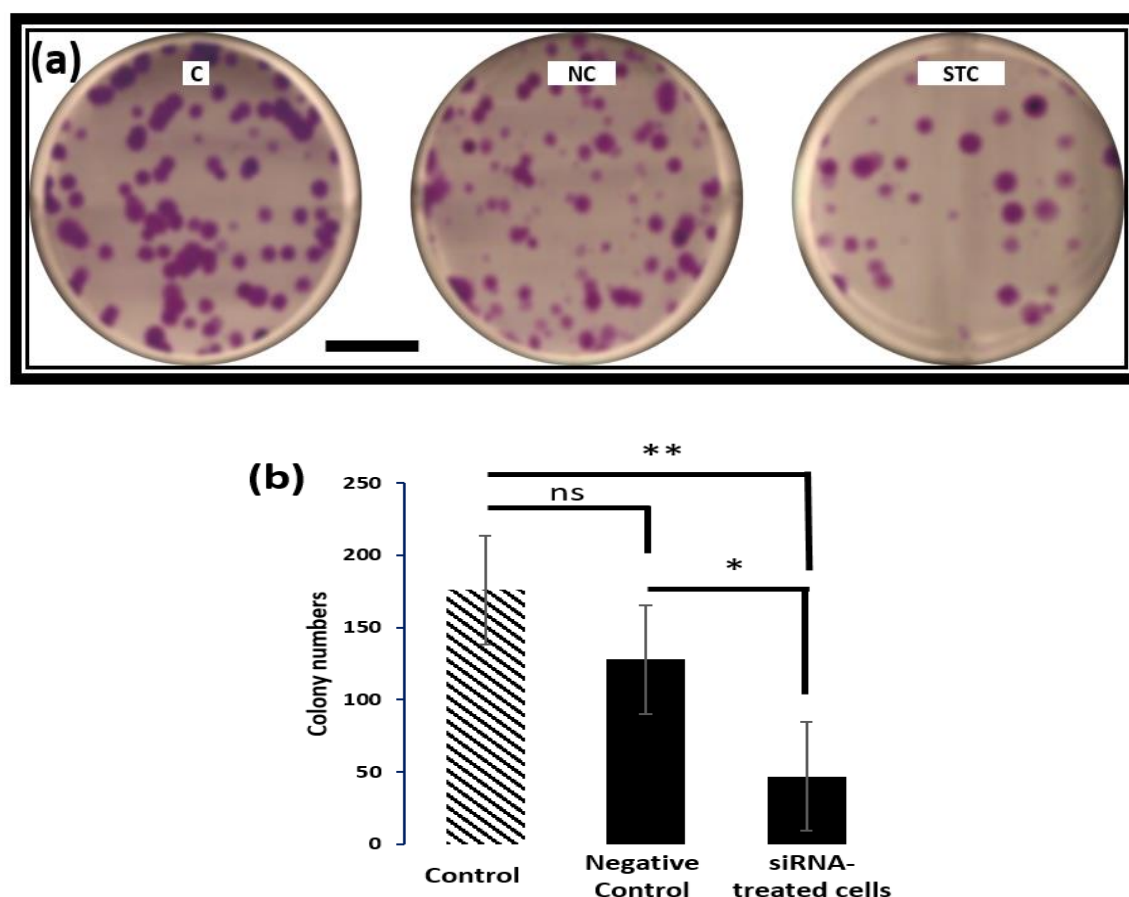 (a)
C
NC
STC
(b)
**
ns
*
250
200
150
100
50
0
Colony numbers
Control
Negative
Control
siRNA-
treated cells